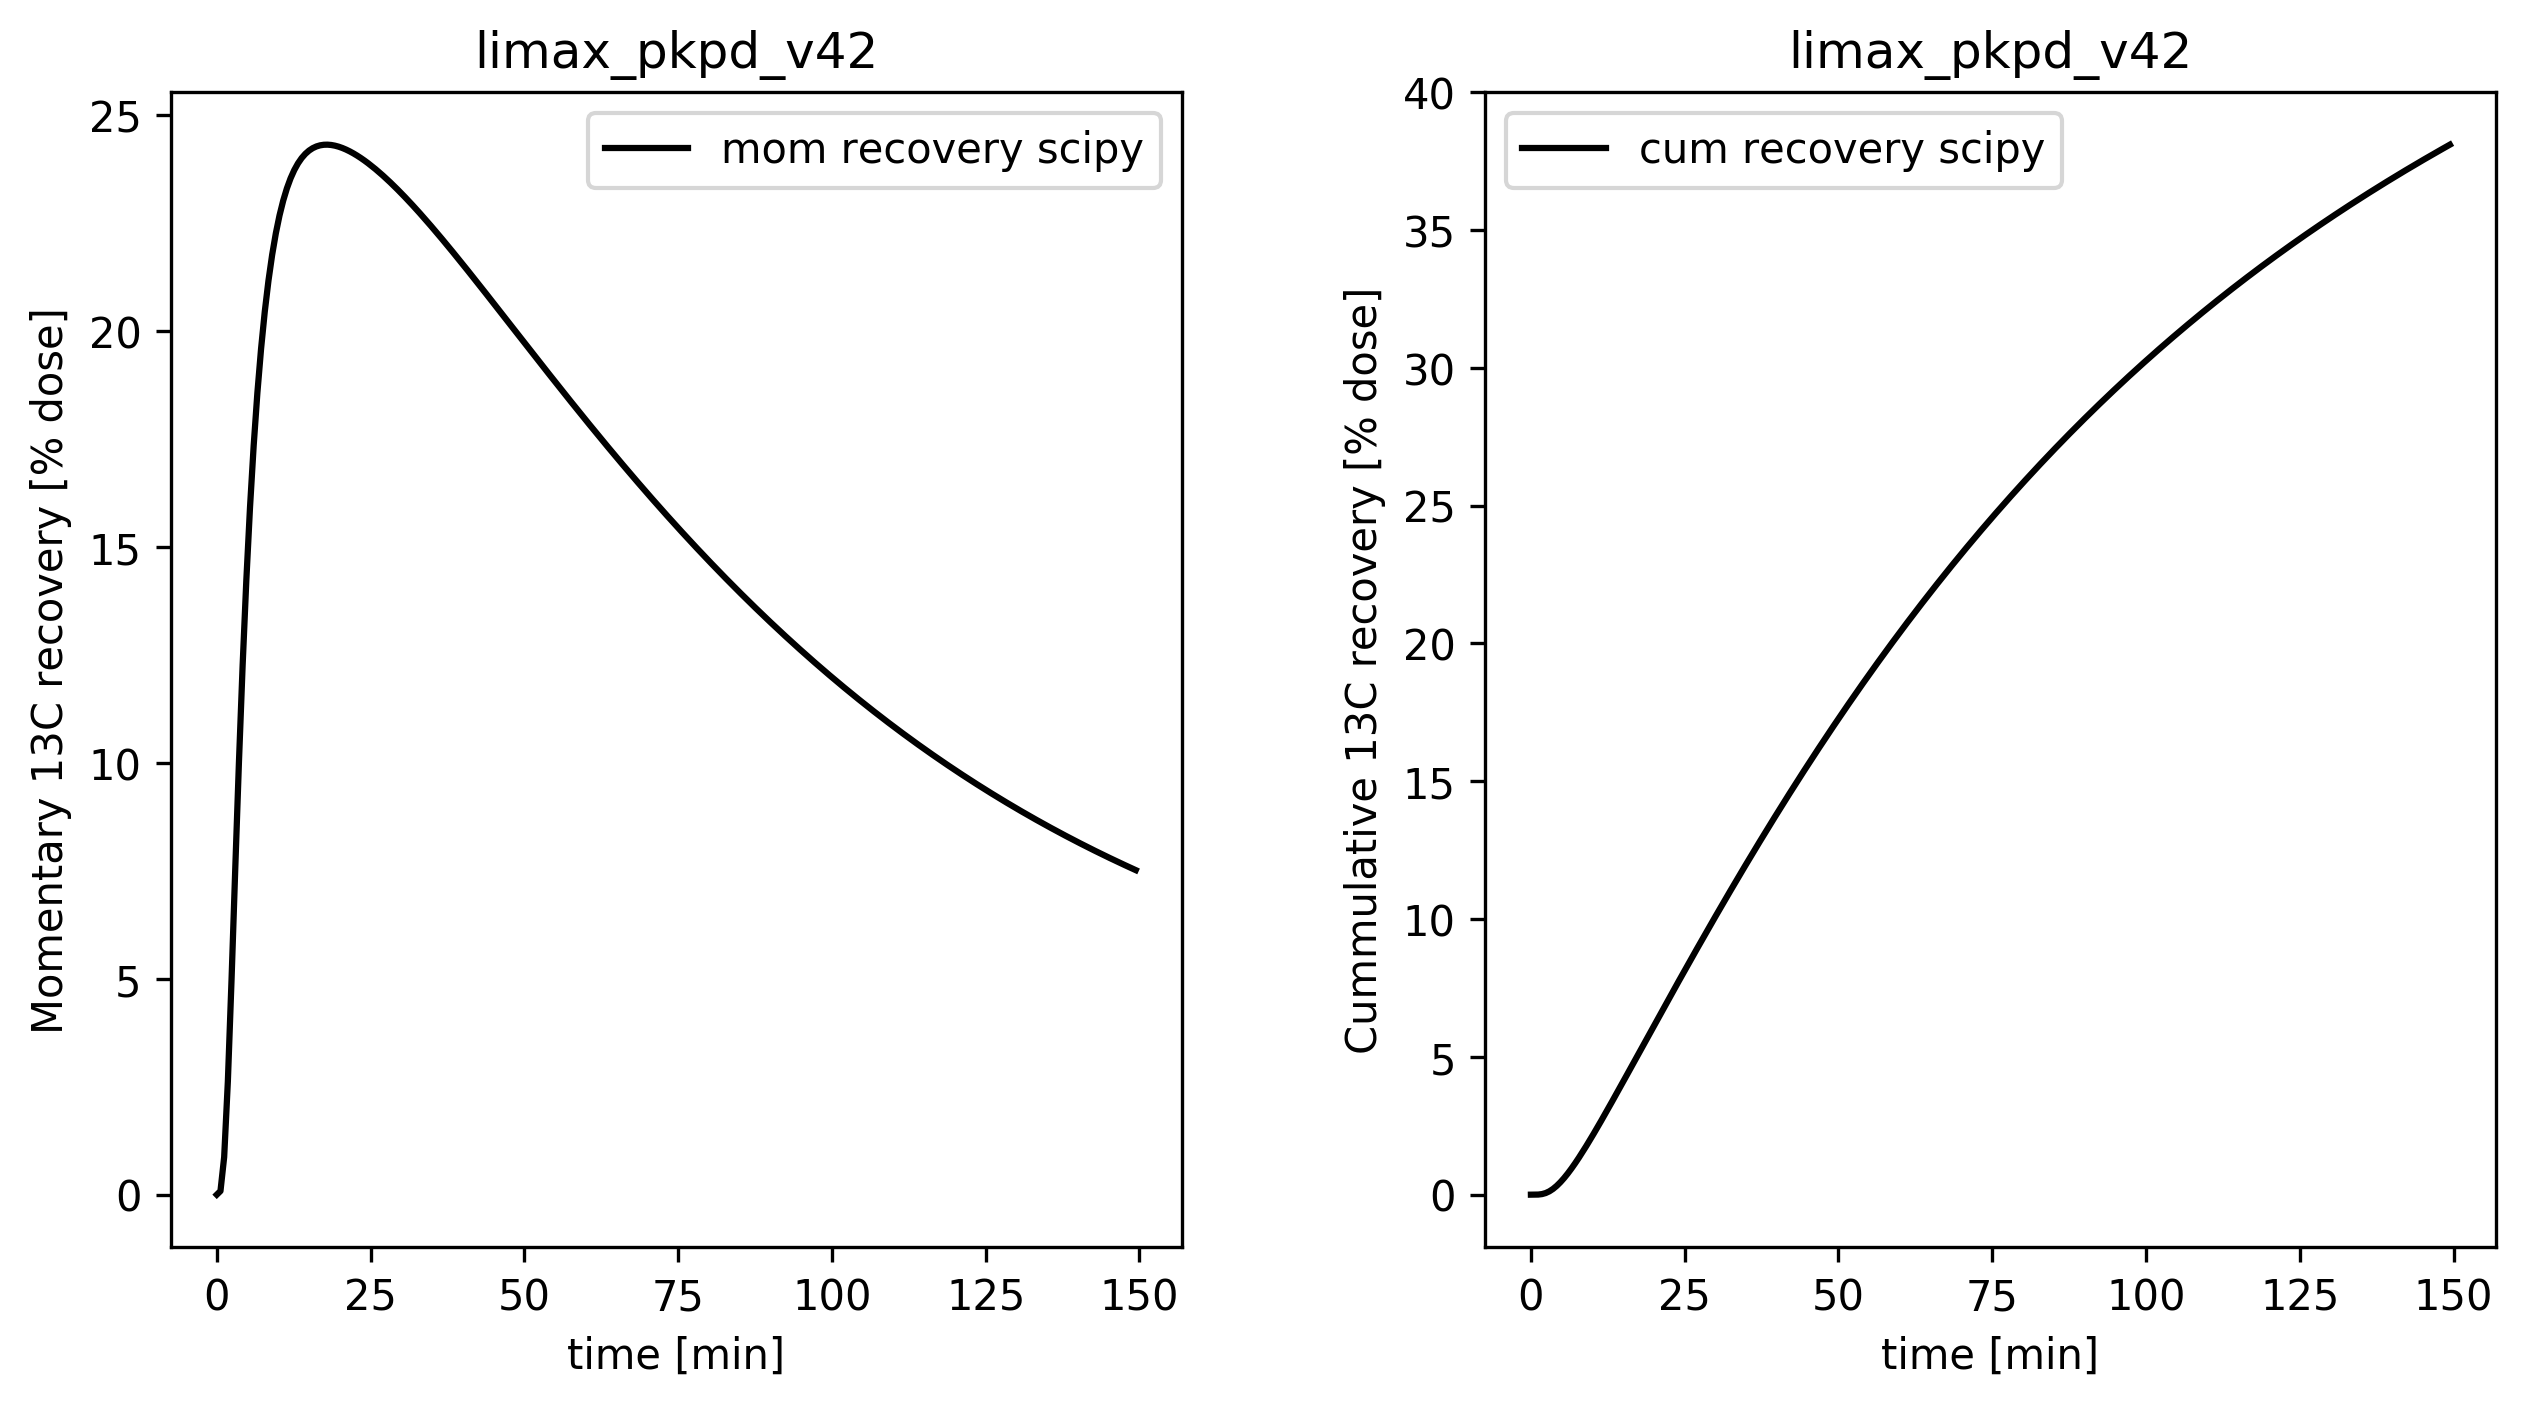 limax_pkpd_v42
mom recovery scipy
Momentary 13C recovery [% dose]
25
20
15
10
5
0
0 25 50 75 100 125 150
time [min]
limax_pkpd_v42
cum recovery scipy
Cummulative 13C recovery [% dose]
40
35
30
25
20
15
10
5
0
0 25 50 75 100 125 150
time [min]